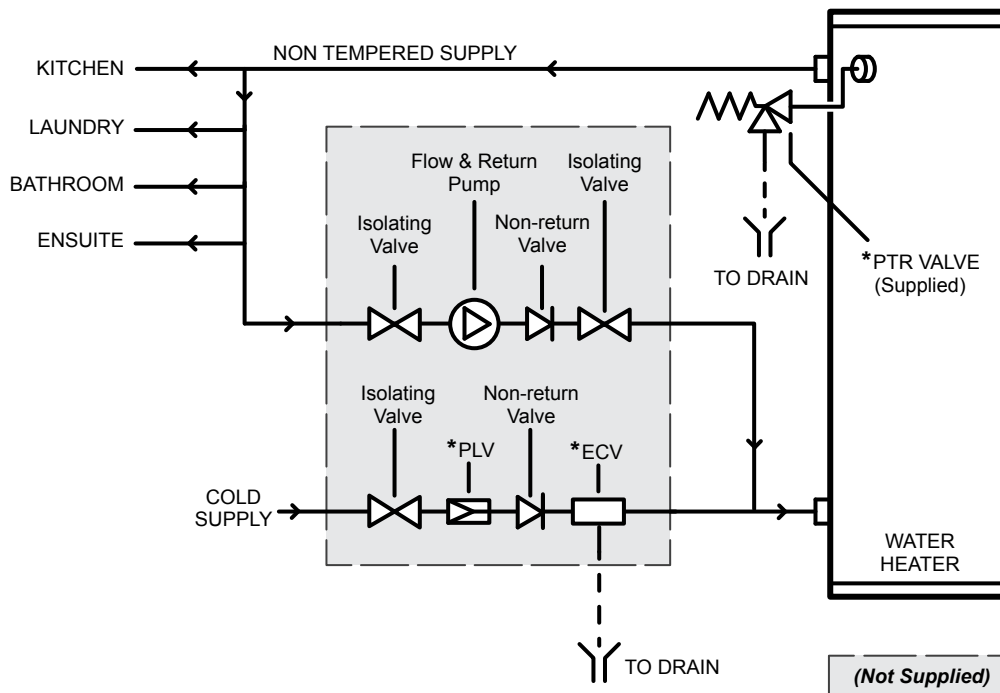 NON TEMPERED SUPPLY
KITCHEN
LAUNDRY
BATHROOM
ENSUITE
Flow & Return
Pump
Isolating
Valve
Isolating
Valve
Non-return
Valve
TO DRAIN
*PTR VALVE
(Supplied)
Isolating
Valve
Non-return
Valve
*PLV
*ECV
COLD
SUPPLY
WATER
HEATER
TO DRAIN
(Not Supplied)